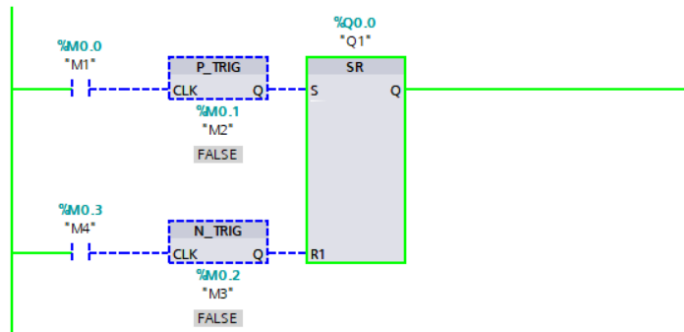 %Q0.0
"Q1"
%M0.0
"M1"
P_TRIG
SR
CLK Q
S Q
%M0.1
"M2"
FALSE
%M0.3
"M4"
N_TRIG
CLK Q
R1
%M0.2
"M3"
FALSE